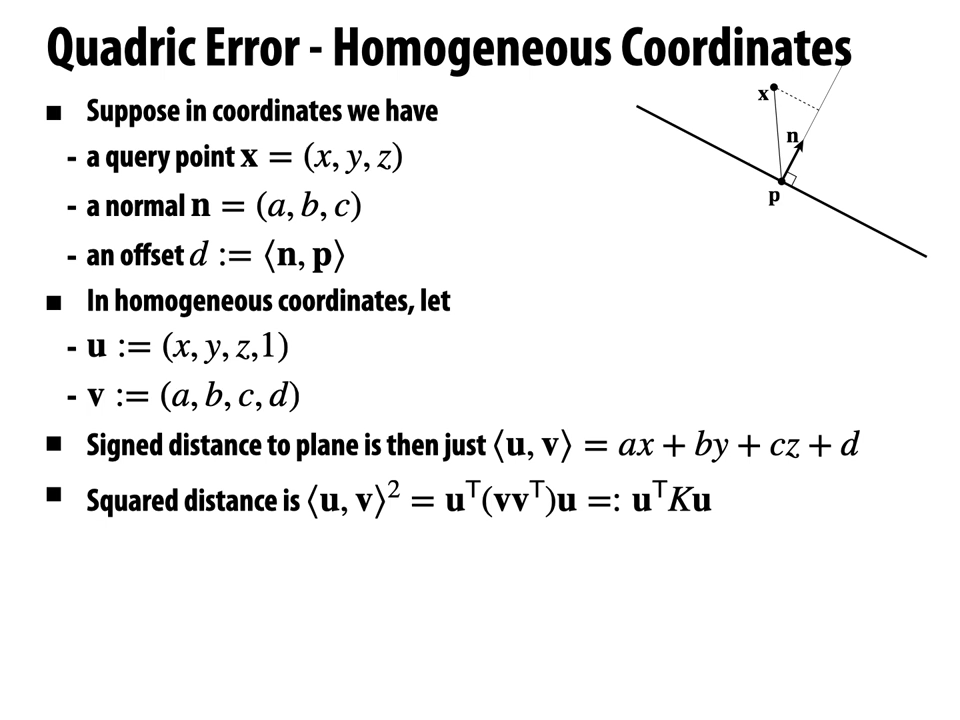 Quadric Error - Homogeneous Coordinates
■ Suppose in coordinates we have
- a query point x = (x, y, z)
- a normal n = (a, b, c)
- an offset d := ⟨n, p⟩
■ In homogeneous coordinates, let
- u := (x, y, z,1)
- v := (a, b, c, d)
■ Signed distance to plane is then just ⟨u, v⟩ = ax + by + cz + d
■ Squared distance is ⟨u, v⟩² = uᵀ(vvᵀ)u =: uᵀKu
x
n
p